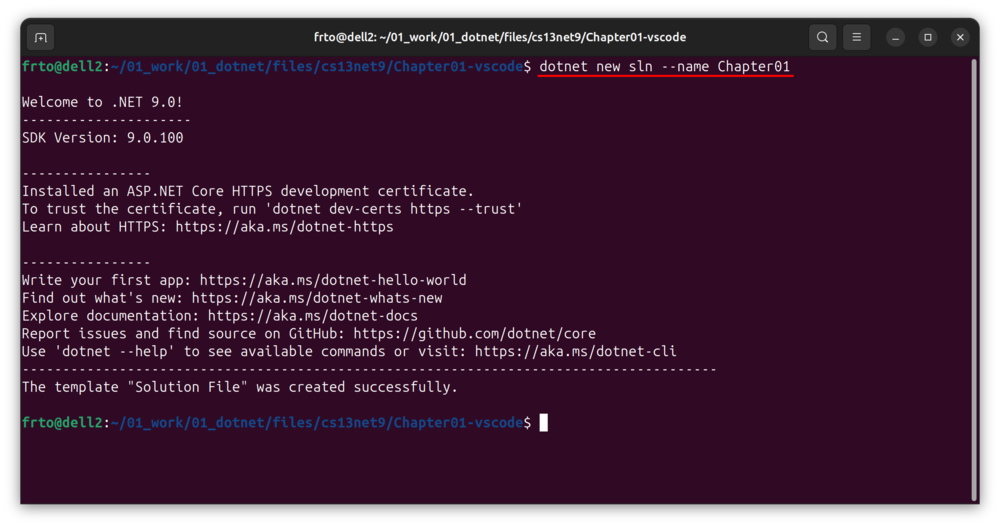 frto@dell2: ~/01_work/01_dotnet/files/cs13net9/Chapter01-vscode
frto@dell2:~/01_work/01_dotnet/files/cs13net9/Chapter01-vscode$ dotnet new sln --name Chapter01
Welcome to .NET 9.0!
---------------------
SDK Version: 9.0.100
----------------
Installed an ASP.NET Core HTTPS development certificate.
To trust the certificate, run 'dotnet dev-certs https --trust'
Learn about HTTPS: https://aka.ms/dotnet-https
----------------
Write your first app: https://aka.ms/dotnet-hello-world
Find out what's new: https://aka.ms/dotnet-whats-new
Explore documentation: https://aka.ms/dotnet-docs
Report issues and find source on GitHub: https://github.com/dotnet/core
Use 'dotnet --help' to see available commands or visit: https://aka.ms/dotnet-cli
--------------------------------------------------------------------------------------
The template "Solution File" was created successfully.
frto@dell2:~/01_work/01_dotnet/files/cs13net9/Chapter01-vscode$